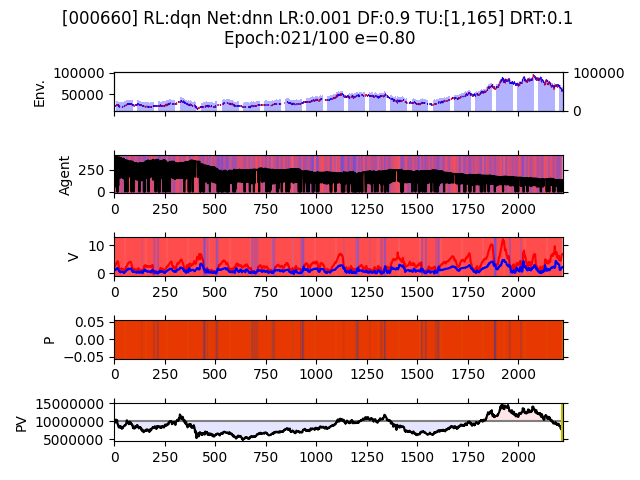 [000660] RL:dqn Net:dnn LR:0.001 DF:0.9 TU:[1,165] DRT:0.1
Epoch:021/100 e=0.80
100000 100000
Env.
50000
0
Agent
250
0
0 250 500 750 1000 1250 1500 1750 2000
V
10
0
0 250 500 750 1000 1250 1500 1750 2000
P
0.05
0.00
−0.05
0 250 500 750 1000 1250 1500 1750 2000
PV
15000000
10000000
5000000
0 250 500 750 1000 1250 1500 1750 2000